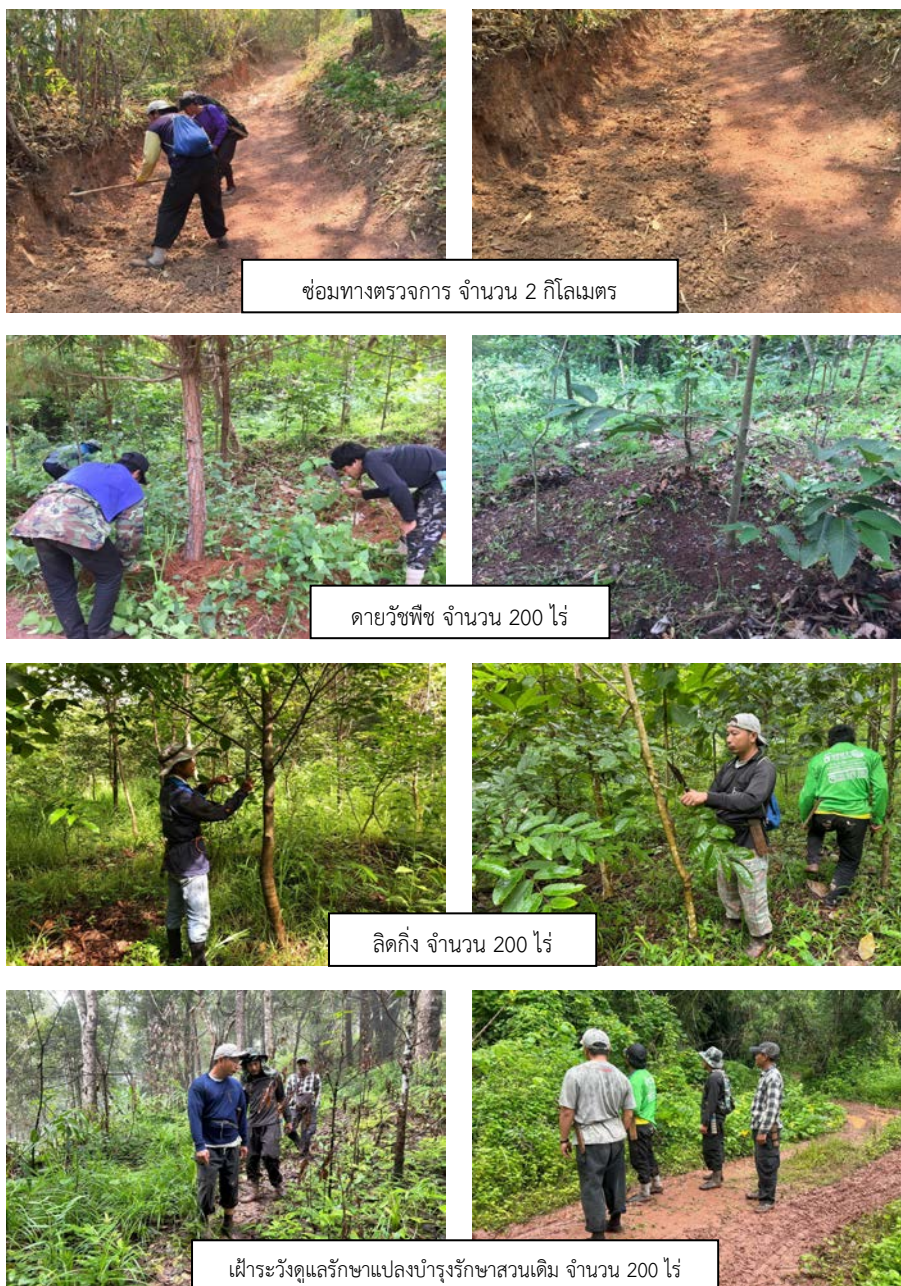 ซ่อมทางตรวจการ จำนวน 2 กิโลเมตร
ดายวัชพืช จำนวน 200 ไร่
ลิดกิ่ง จำนวน 200 ไร่
เฝ้าระวังดูแลรักษาแปลงบำรุงรักษาสวนเดิม จำนวน 200 ไร่